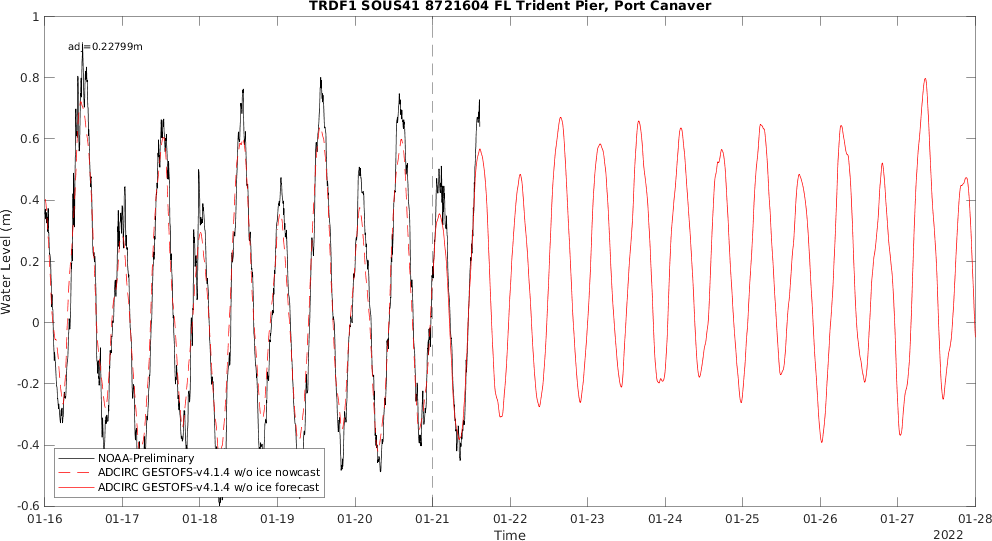 TRDF1 SOUS41 8721604 FL Trident Pier, Port Canaver
adj=0.22799m
Water Level (m)
1
0.8
0.6
0.4
0.2
0
-0.2
-0.4
-0.6
NOAA-Preliminary
ADCIRC GESTOFS-v4.1.4 w/o ice nowcast
ADCIRC GESTOFS-v4.1.4 w/o ice forecast
01-16 01-17 01-18 01-19 01-20 01-21 01-22 01-23 01-24 01-25 01-26 01-27 01-28
Time
2022